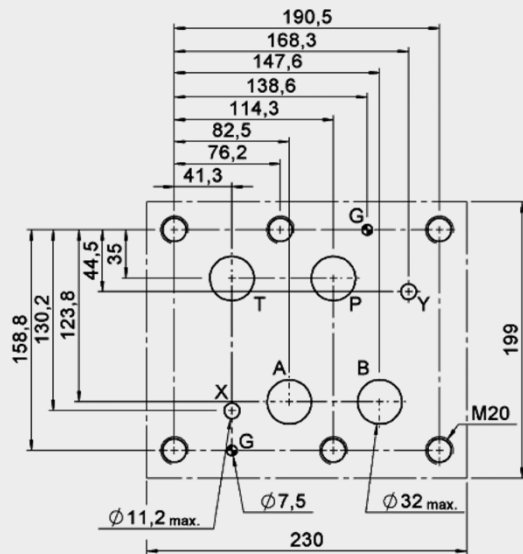 190,5
168,3
147,6
138,6
114,3
82,5
76,2
41,3
G
158,8
130,2
123,8
44,5
35
T
P
Y
199
A
B
X
M20
G
Ø11,2 max.
Ø7,5
Ø32 max.
230